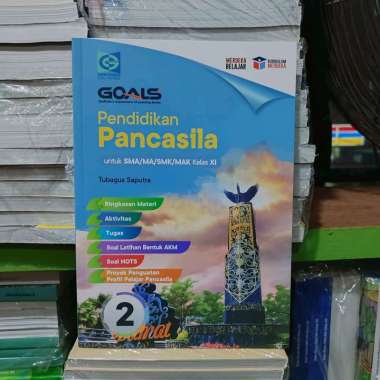 MERDEKA
BELAJAR
KURIKULUM
MERDEKA
GOALS
Pendidikan
Pancasila
untuk SMA/MA/SMK/MAK Kelas XI
Tubagus Saputra
Ringkasan Materi
Aktivitas
Tugas
Soal Latihan Bentuk AKM
Soal HOTS
Proyek Penguatan
Profil Pelajar Pancasila
2